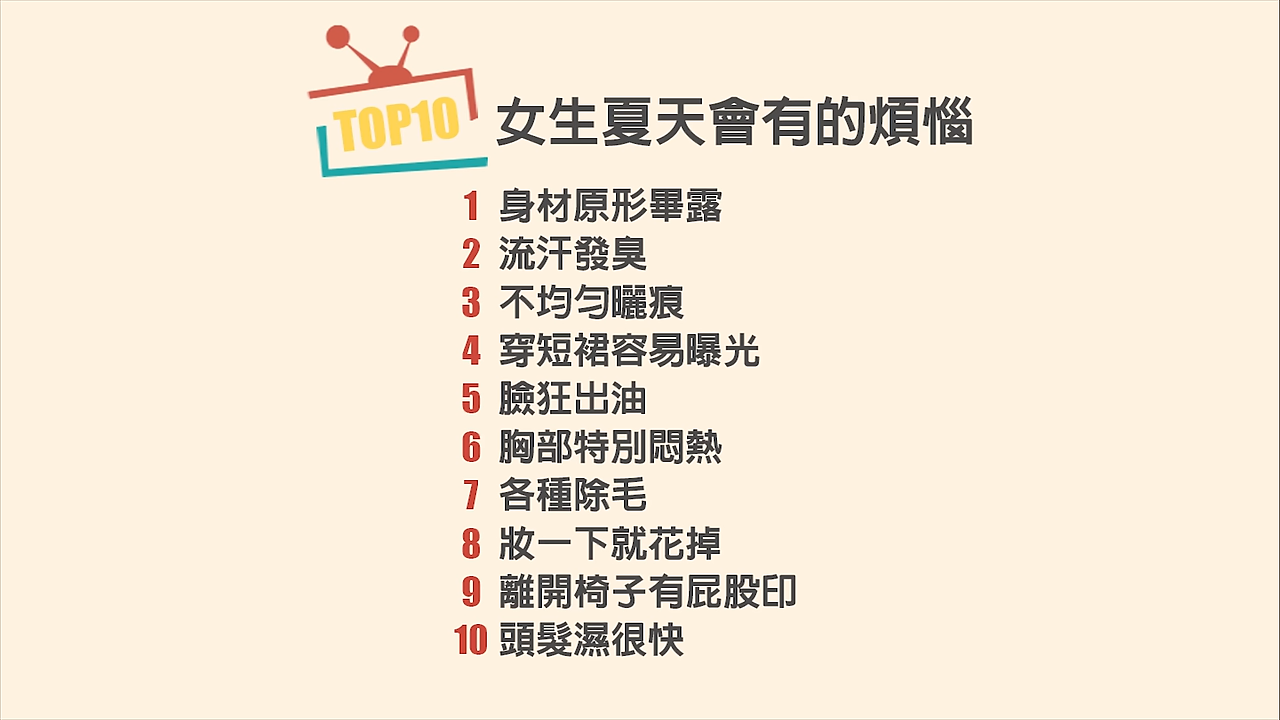 TOP10 女生夏天會有的煩惱
1 身材原形畢露
2 流汗發臭
3 不均勻曬痕
4 穿短裙容易曝光
5 臉狂出油
6 胸部特別悶熱
7 各種除毛
8 妝一下就花掉
9 離開椅子有屁股印
10 頭髮濕很快